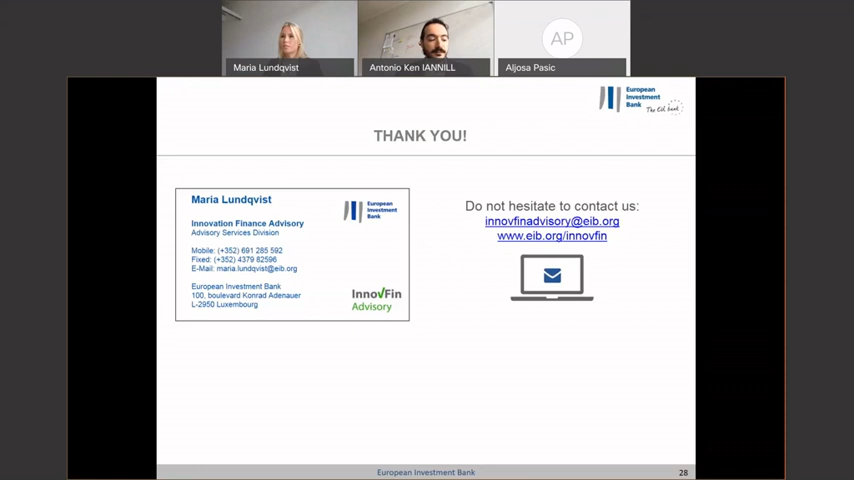 AP
Maria Lundqvist
Antonio Ken IANNILL
Aljosa Pasic
European
Investment
Bank
The EU bank
THANK YOU!
Maria Lundqvist
European
Investment
Bank
Innovation Finance Advisory
Advisory Services Division
Mobile: (+352) 691 285 592
Fixed: (+352) 4379 82596
E-Mail: maria.lundqvist@eib.org
European Investment Bank
100, boulevard Konrad Adenauer
L-2950 Luxembourg
InnovFin
Advisory
Do not hesitate to contact us:
innovfinadvisory@eib.org
www.eib.org/innovfin
European Investment Bank
28